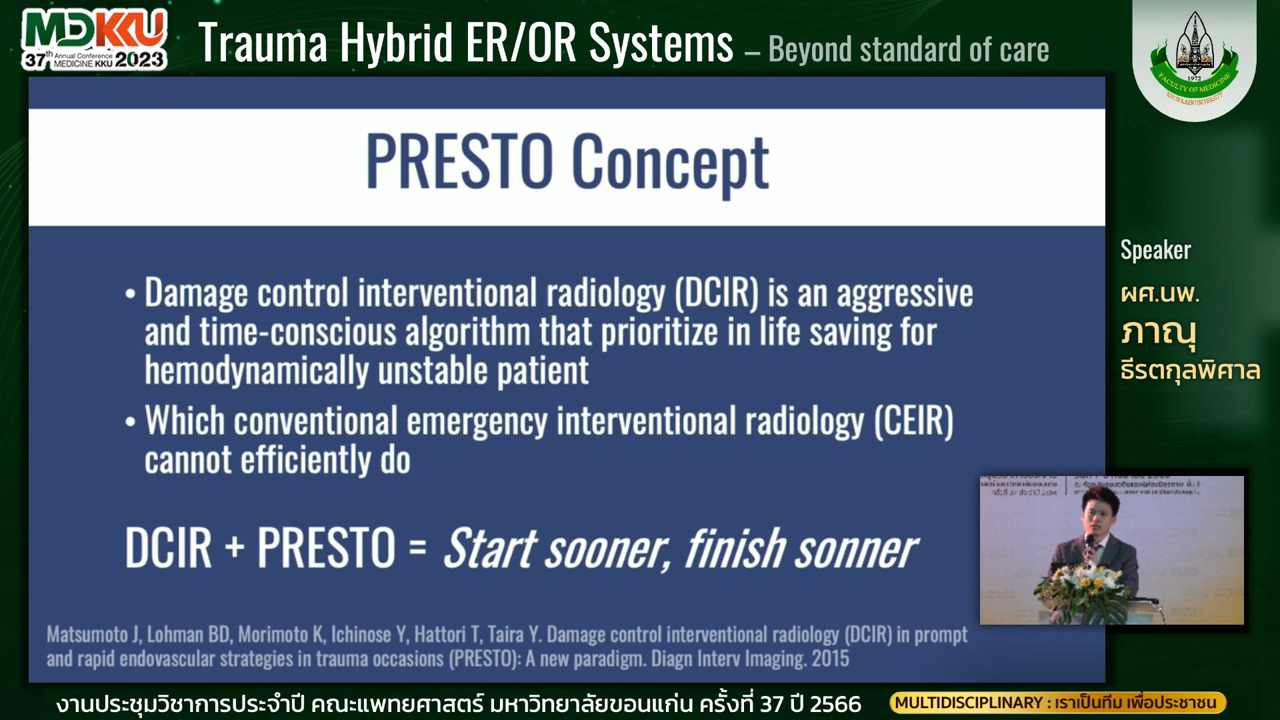 MDKKU
37th Annual Conference
MEDICINE KKU 2023
Trauma Hybrid ER/OR Systems – Beyond standard of care
1972
FACULTY OF MEDICINE
KHON KAEN UNIVERSITY
PRESTO Concept
• Damage control interventional radiology (DCIR) is an aggressive
and time-conscious algorithm that prioritize in life saving for
hemodynamically unstable patient
• Which conventional emergency interventional radiology (CEIR)
cannot efficiently do
DCIR + PRESTO = Start sooner, finish sonner
Matsumoto J, Lohman BD, Morimoto K, Ichinose Y, Hattori T, Taira Y. Damage control interventional radiology (DCIR) in prompt
and rapid endovascular strategies in trauma occasions (PRESTO): A new paradigm. Diagn Interv Imaging. 2015
Speaker
ผศ.นพ.
ภาณุ
ธีรตกุลพิศาล
งานประชุมวิชาการประจำปี คณะแพทยศาสตร์ มหาวิทยาลัยขอนแก่น ครั้งที่ 37 ปี 2566
MULTIDISCIPLINARY : เราเป็นทีม เพื่อประชาชน